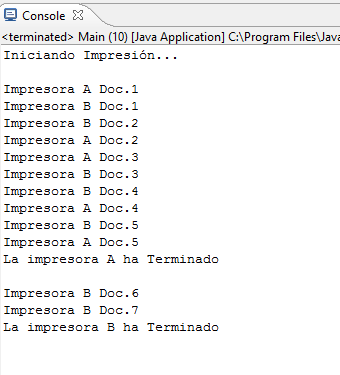 Console
<terminated> Main (10) [Java Application] C:\Program Files\Java
Iniciando Impresión...
Impresora A Doc.1
Impresora B Doc.1
Impresora B Doc.2
Impresora A Doc.2
Impresora A Doc.3
Impresora B Doc.3
Impresora B Doc.4
Impresora A Doc.4
Impresora B Doc.5
Impresora A Doc.5
La impresora A ha Terminado
Impresora B Doc.6
Impresora B Doc.7
La impresora B ha Terminado